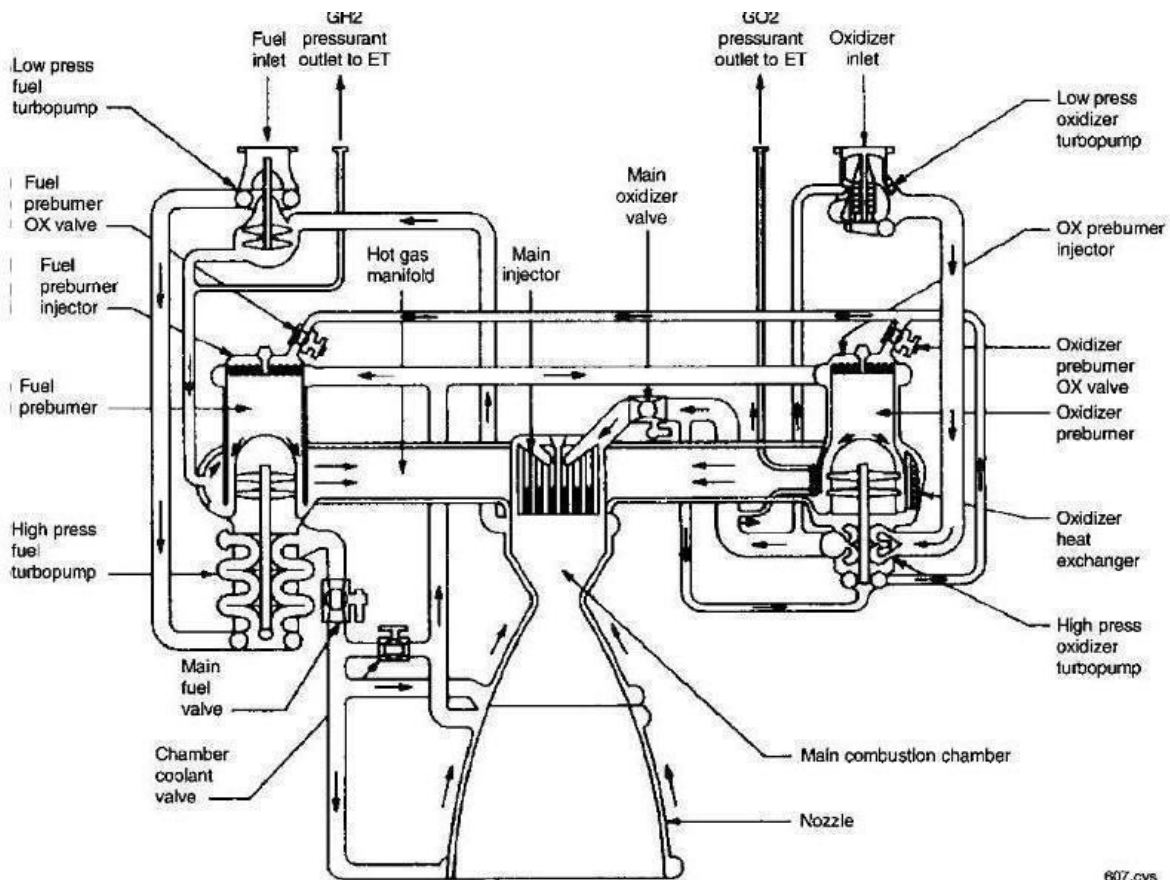 GH2
pressurant
outlet to ET
Fuel
inlet
GO2
pressurant
outlet to ET
Oxidizer
inlet
Low press
fuel
turbopump
Low press
oxidizer
turbopump
Fuel
preburner
OX valve
Main
oxidizer
valve
OX preburner
injector
Fuel
preburner
injector
Hot gas
manifold
Main
injector
Oxidizer
preburner
OX valve
Fuel
preburner
Oxidizer
preburner
High press
fuel
turbopump
Oxidizer
heat
exchanger
High press
oxidizer
turbopump
Main
fuel
valve
Chamber
coolant
valve
Main combustion chamber
Nozzle
607.cvs